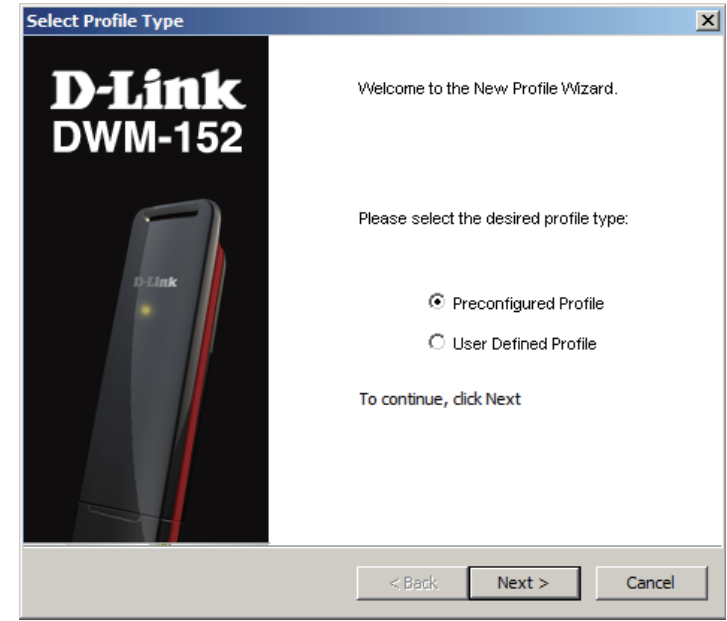 Select Profile Type
D-Link
DWM-152
D-Link
Welcome to the New Profile Wizard.
Please select the desired profile type:
Preconfigured Profile
User Defined Profile
To continue, click Next
< Back
Next >
Cancel